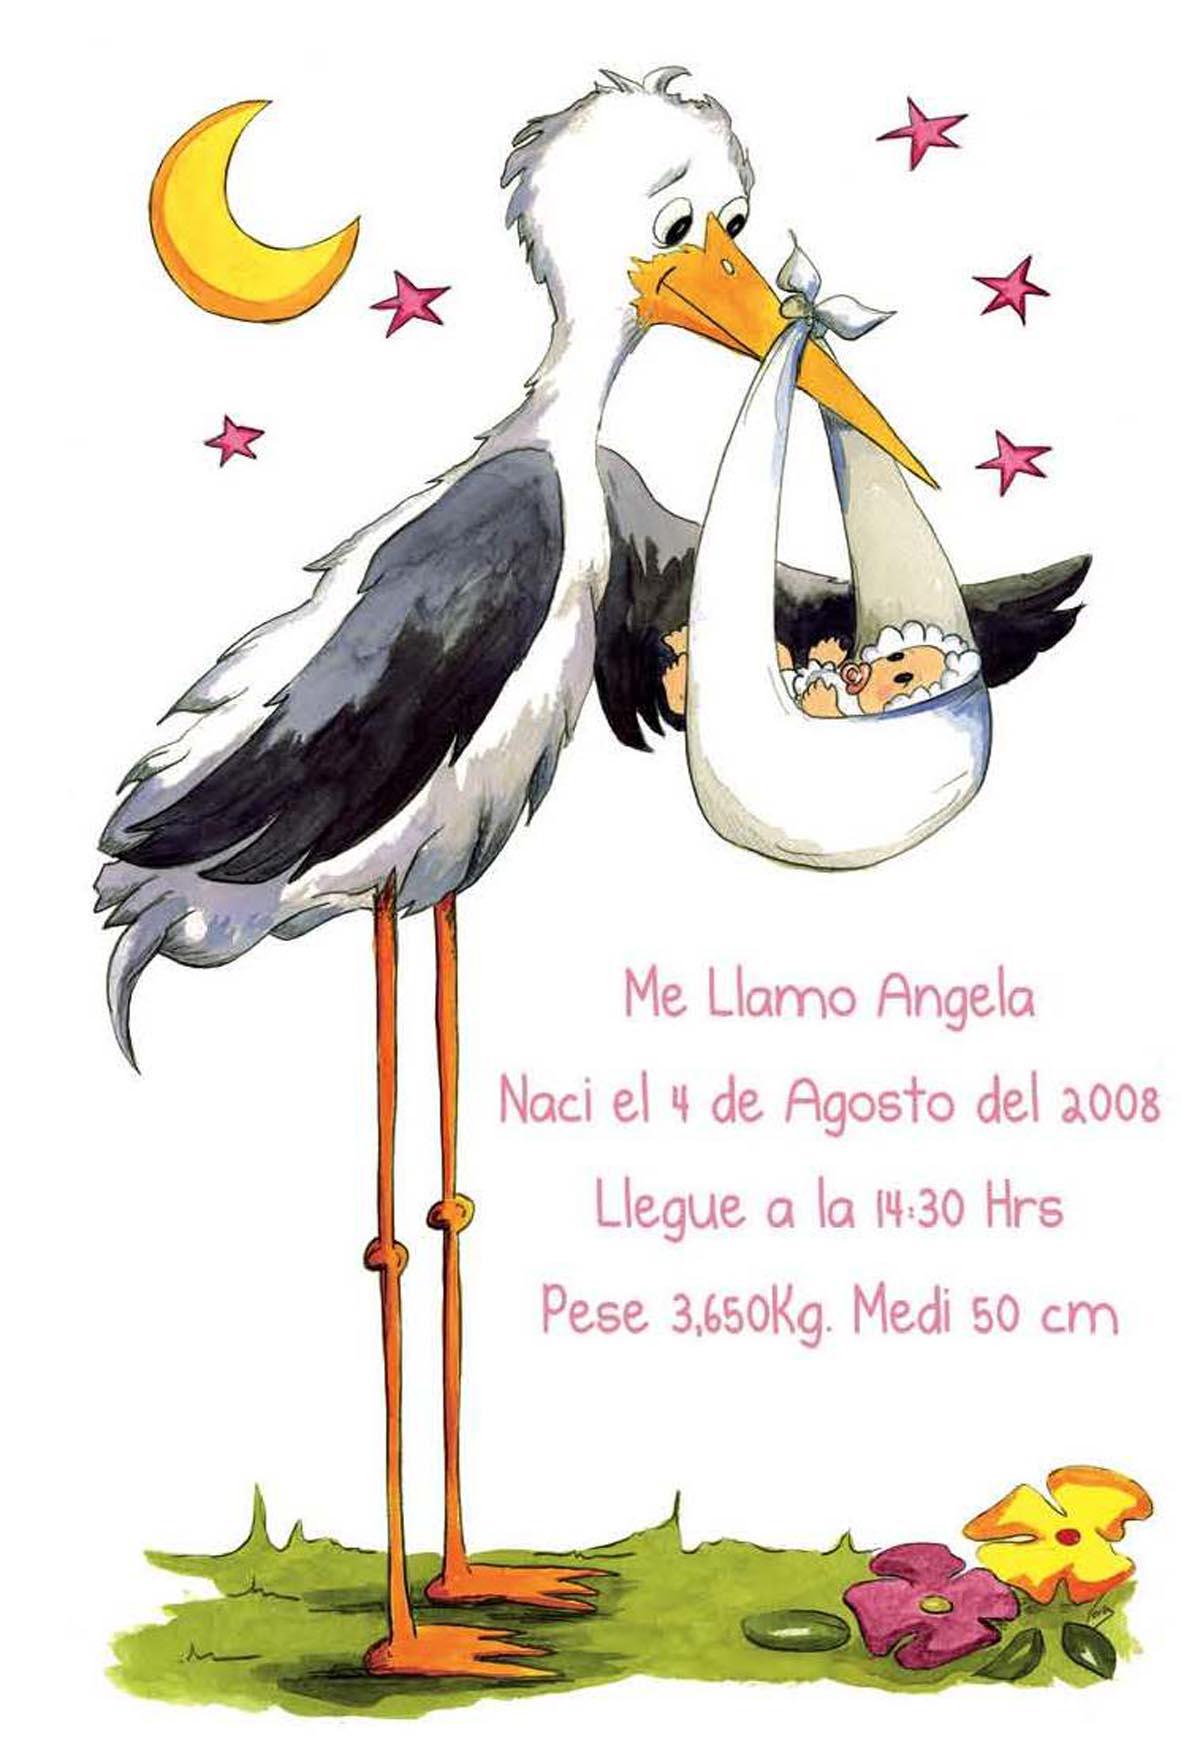 Me Llamo Angela
Naci el 4 de Agosto del 2008
Llegue a la 14:30 Hrs
Pese 3,650Kg. Medi 50 cm